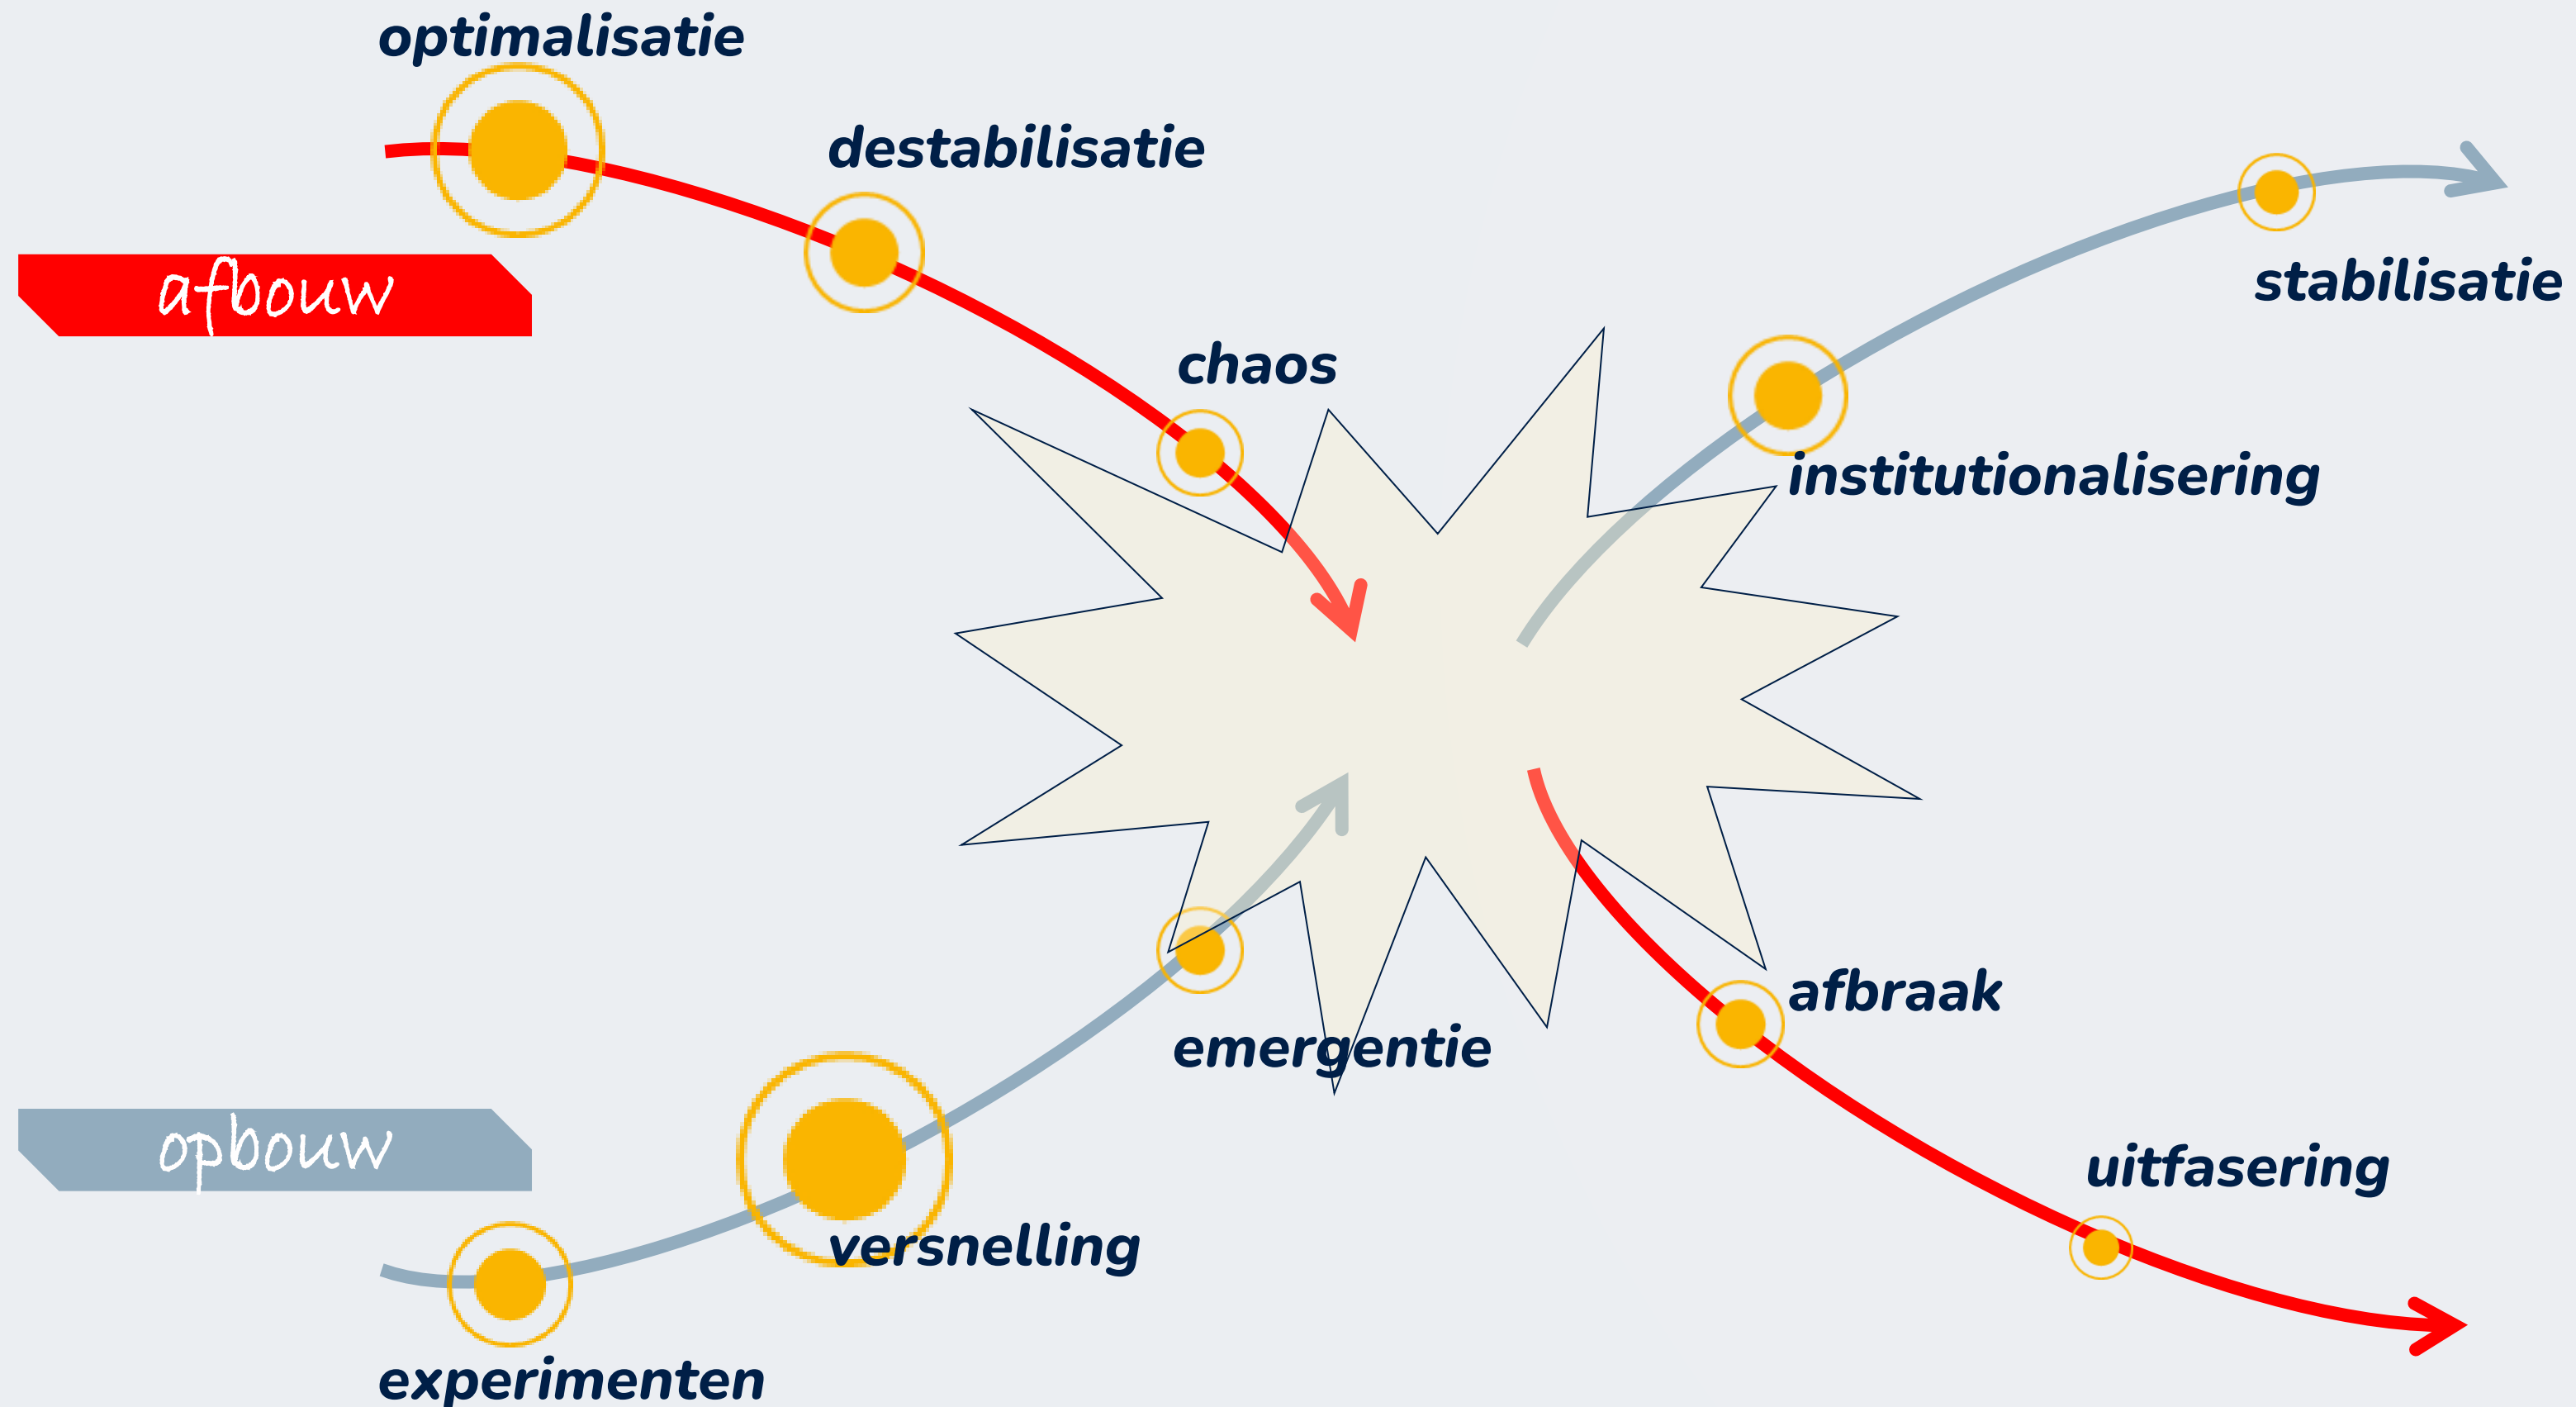 optimalisatie
destabilisatie
afbouw
chaos
stabilisatie
institutionalisering
afbraak
emergentie
opbouw
uitfasering
versnelling
experimenten